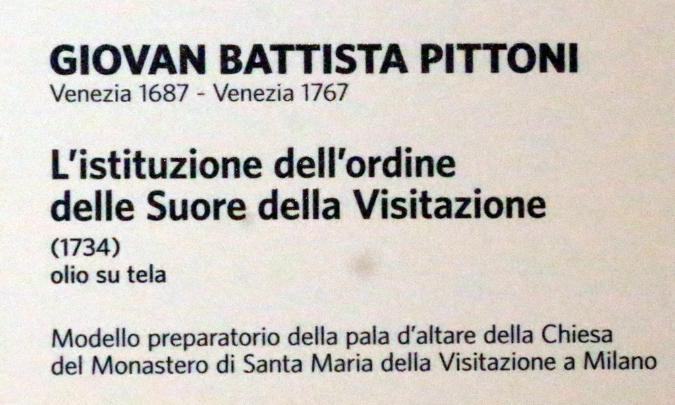 GIOVAN BATTISTA PITTONI
Venezia 1687 - Venezia 1767
L'istituzione dell'ordine
delle Suore della Visitazione
(1734)
olio su tela
Modello preparatorio della pala d'altare della Chiesa
del Monastero di Santa Maria della Visitazione a Milano